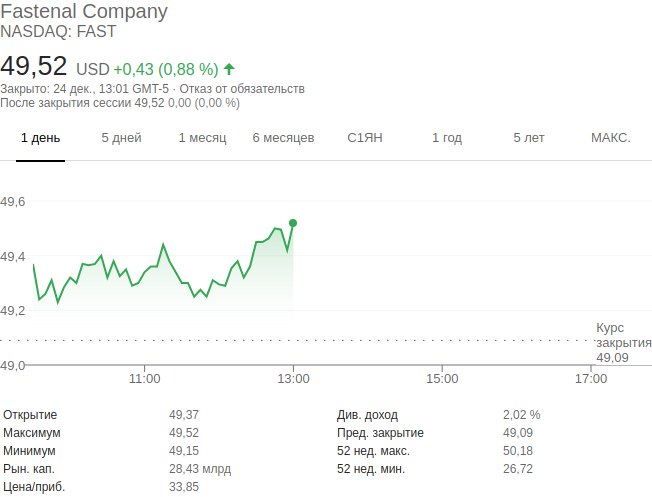 Fastenal Company
NASDAQ: FAST
49,52 USD +0,43 (0,88 %)
Закрыто: 24 дек., 13:01 GMT-5 · Отказ от обязательств
После закрытия сессии 49,52 0,00 (0,00 %)
1 день 5 дней 1 месяц 6 месяцев С1ЯН 1 год 5 лет МАКС.
49,6
49,4
49,2
Курс
закрытия
49,09
49,0
11:00 13:00 15:00 17:00
Открытие 49,37 Див. доход 2,02 %
Максимум 49,52 Пред. закрытие 49,09
Минимум 49,15 52 нед. макс. 50,18
Рын. кап. 28,43 млрд 52 нед. мин. 26,72
Цена/приб. 33,85